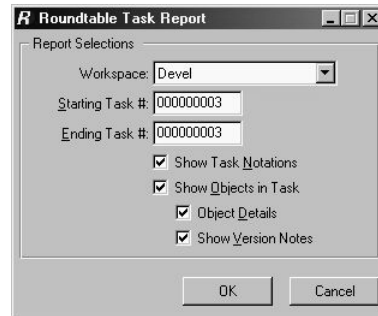 R Roundtable Task Report
Report Selections
Workspace: Devel
Starting Task #: 000000003
Ending Task #: 000000003
Show Task Notations
Show Objects in Task
Object Details
Show Version Notes
OK Cancel